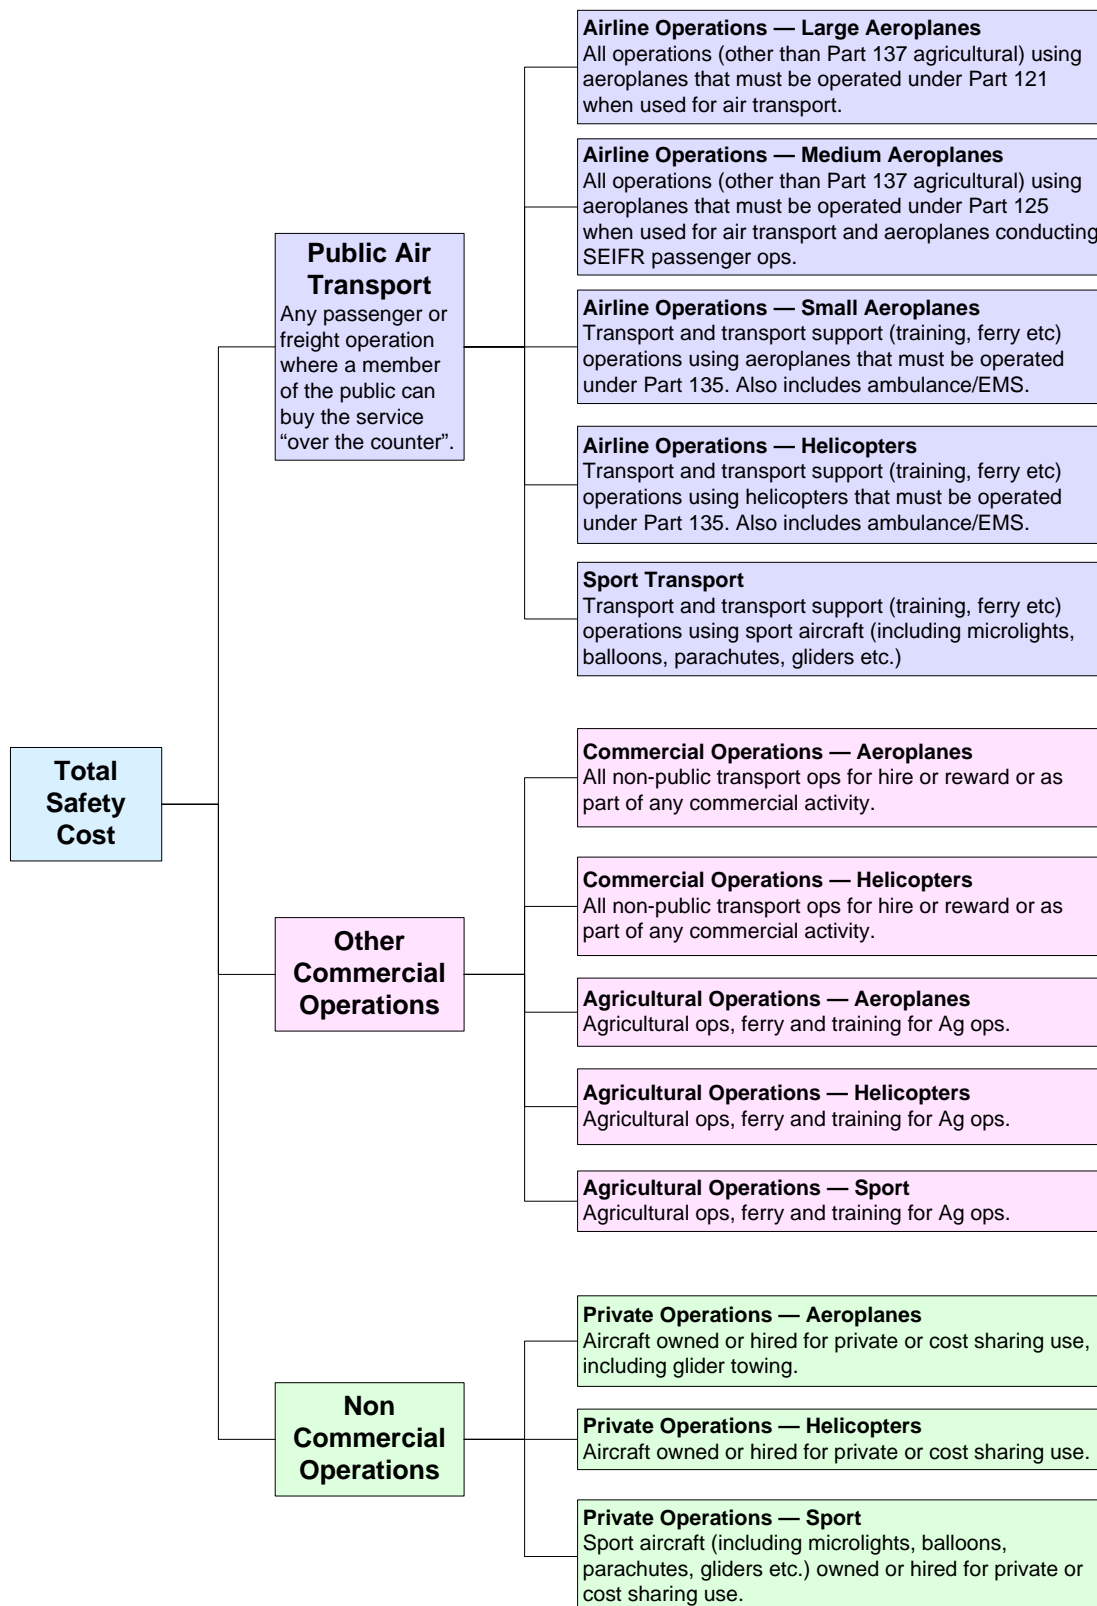 Airline Operations — Large Aeroplanes
All operations (other than Part 137 agricultural) using
aeroplanes that must be operated under Part 121
when used for air transport.
Airline Operations — Medium Aeroplanes
All operations (other than Part 137 agricultural) using
aeroplanes that must be operated under Part 125
when used for air transport and aeroplanes conducting
SEIFR passenger ops.
Public Air
Transport
Any passenger or
freight operation
where a member
of the public can
buy the service
“over the counter”.
Airline Operations — Small Aeroplanes
Transport and transport support (training, ferry etc)
operations using aeroplanes that must be operated
under Part 135. Also includes ambulance/EMS.
Airline Operations — Helicopters
Transport and transport support (training, ferry etc)
operations using helicopters that must be operated
under Part 135. Also includes ambulance/EMS.
Sport Transport
Transport and transport support (training, ferry etc)
operations using sport aircraft (including microlights,
balloons, parachutes, gliders etc.)
Total
Safety
Cost
Commercial Operations — Aeroplanes
All non-public transport ops for hire or reward or as
part of any commercial activity.
Commercial Operations — Helicopters
All non-public transport ops for hire or reward or as
part of any commercial activity.
Other
Commercial
Operations
Agricultural Operations — Aeroplanes
Agricultural ops, ferry and training for Ag ops.
Agricultural Operations — Helicopters
Agricultural ops, ferry and training for Ag ops.
Agricultural Operations — Sport
Agricultural ops, ferry and training for Ag ops.
Private Operations — Aeroplanes
Aircraft owned or hired for private or cost sharing use,
including glider towing.
Non
Commercial
Operations
Private Operations — Helicopters
Aircraft owned or hired for private or cost sharing use.
Private Operations — Sport
Sport aircraft (including microlights, balloons,
parachutes, gliders etc.) owned or hired for private or
cost sharing use.